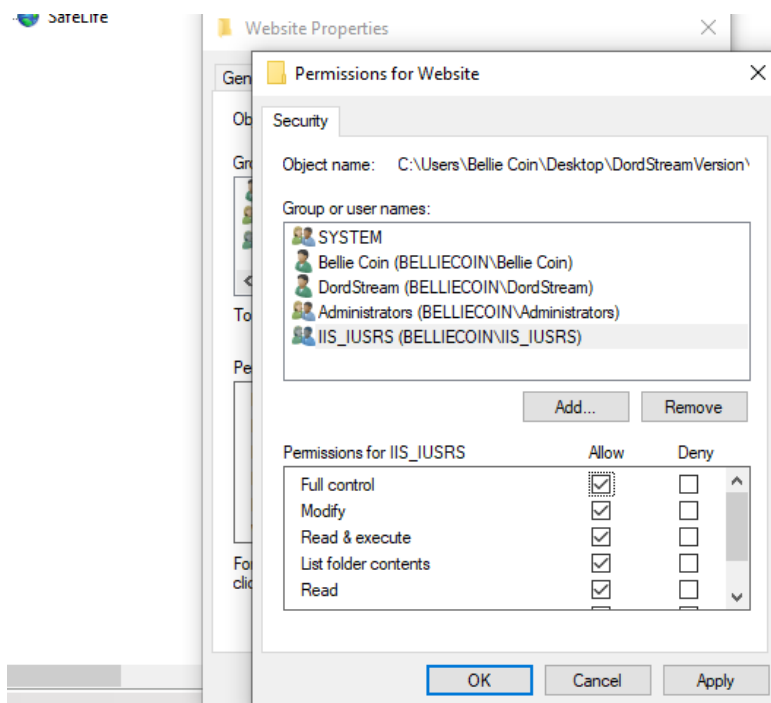 SafeLife
Website Properties
Permissions for Website
Gen
Security
Ob
Object name: C:\Users\Bellie Coin\Desktop\DordStreamVersion\
Gr
Group or user names:
SYSTEM
Bellie Coin (BELLIECOIN\Bellie Coin)
DordStream (BELLIECOIN\DordStream)
Administrators (BELLIECOIN\Administrators)
IIS_IUSRS (BELLIECOIN\IIS_IUSRS)
To
Add... Remove
Pe
Permissions for IIS_IUSRS Allow Deny
Full control
Modify
Read & execute
List folder contents
Read
Fo
clic
OK Cancel Apply